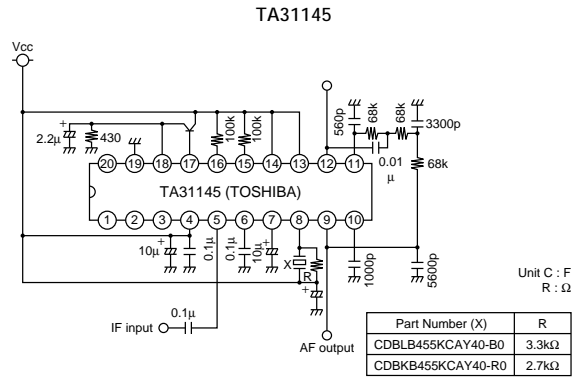 TA31145
Vcc
2.2μ
+
430
100k
100k
560p
68k
68k
3300p
0.01
μ
68k
20 19 18 17 16 15 14 13 12 11
TA31145 (TOSHIBA)
1 2 3 4 5 6 7 8 9 10
10μ
+
0.1μ
0.1μ
10μ
+
X
R
+
1000p
5600p
Unit C : F
R : Ω
0.1μ
IF input
AF output
Part Number (X) R
CDBLB455KCAY40-B0 3.3kΩ
CDBKB455KCAY40-R0 2.7kΩ